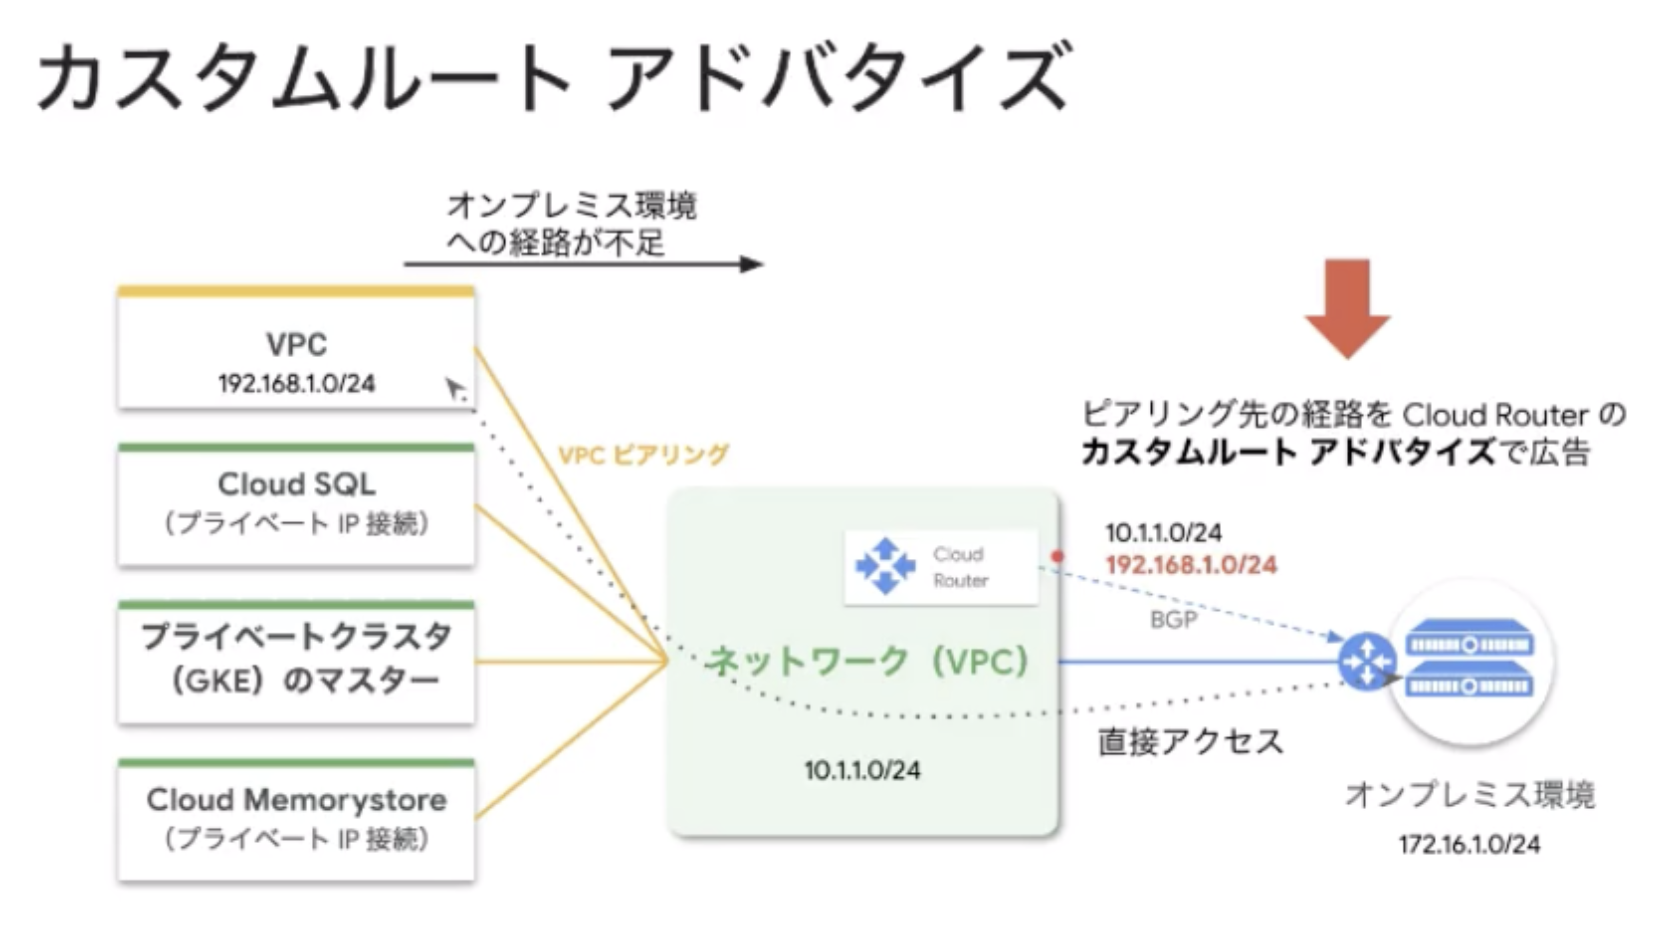 カスタムルート アドバタイズ
オンプレミス環境
への経路が不足
VPC
192.168.1.0/24
Cloud SQL
（プライベート IP 接続）
プライベートクラスタ
（GKE）のマスター
Cloud Memorystore
（プライベート IP 接続）
VPC ピアリング
Cloud
Router
ネットワーク（VPC）
10.1.1.0/24
ピアリング先の経路を Cloud Router の
カスタムルート アドバタイズで広告
10.1.1.0/24
192.168.1.0/24
BGP
直接アクセス
オンプレミス環境
172.16.1.0/24